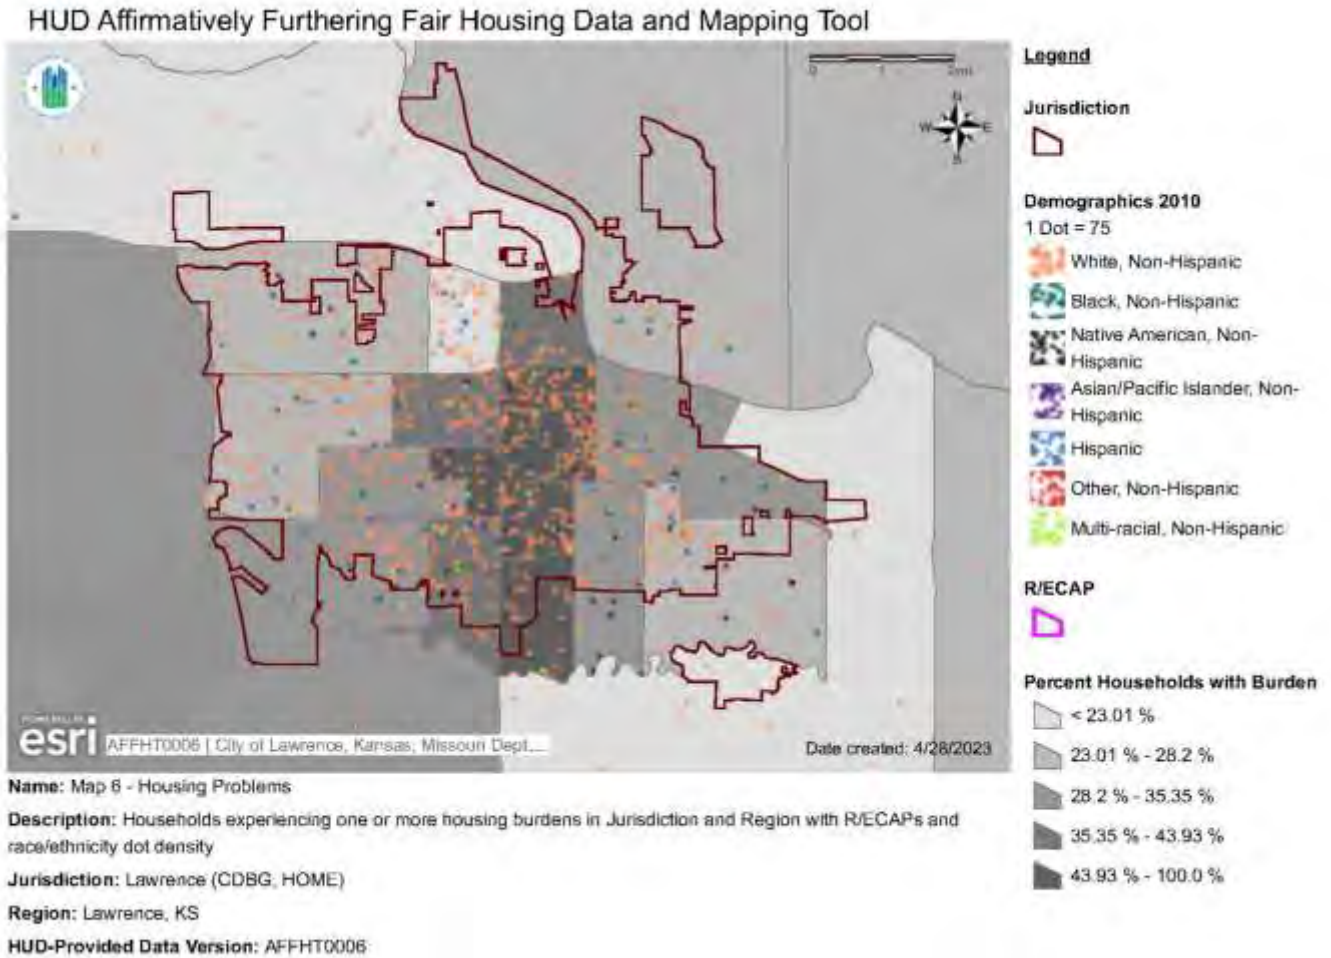 HUD Affirmatively Furthering Fair Housing Data and Mapping Tool
0 1 2mi
N
W E
S
Legend
Jurisdiction
Demographics 2010
1 Dot = 75
White, Non-Hispanic
Black, Non-Hispanic
Native American, Non-
Hispanic
Asian/Pacific Islander, Non-
Hispanic
Hispanic
Other, Non-Hispanic
Multi-racial, Non-Hispanic
R/ECAP
Percent Households with Burden
< 23.01 %
23.01 % - 28.2 %
28.2 % - 35.35 %
35.35 % - 43.93 %
43.93 % - 100.0 %
POWERED BY
esri
AFFHT0006 | City of Lawrence, Kansas, Missouri Dept....
Date created: 4/28/2023
Name: Map 6 - Housing Problems
Description: Households experiencing one or more housing burdens in Jurisdiction and Region with R/ECAPs and
race/ethnicity dot density
Jurisdiction: Lawrence (CDBG, HOME)
Region: Lawrence, KS
HUD-Provided Data Version: AFFHT0006